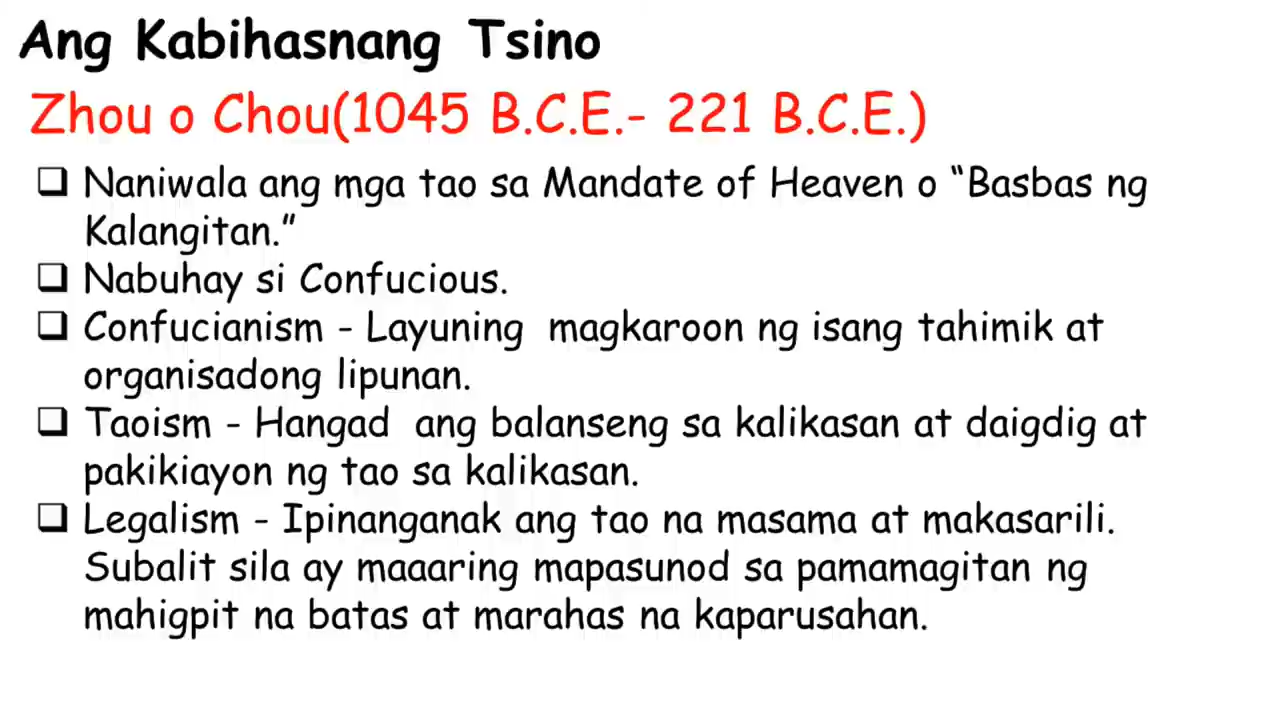 Ang Kabihasnang Tsino
Zhou o Chou(1045 B.C.E.- 221 B.C.E.)
❑ Naniwala ang mga tao sa Mandate of Heaven o “Basbas ng
Kalangitan.”
❑ Nabuhay si Confucious.
❑ Confucianism - Layuning magkaroon ng isang tahimik at
organisadong lipunan.
❑ Taoism - Hangad ang balanseng sa kalikasan at daigdig at
pakikiayon ng tao sa kalikasan.
❑ Legalism - Ipinanganak ang tao na masama at makasarili.
Subalit sila ay maaaring mapasunod sa pamamagitan ng
mahigpit na batas at marahas na kaparusahan.